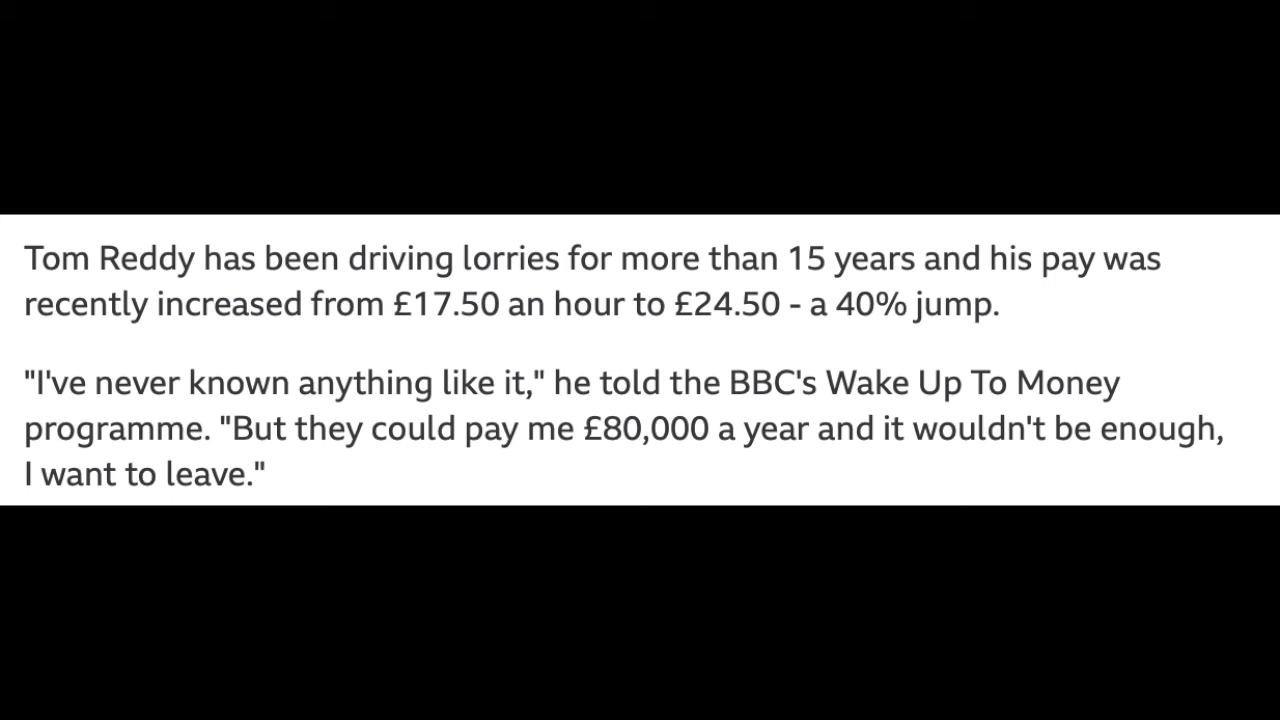 Tom Reddy has been driving lorries for more than 15 years and his pay was
recently increased from £17.50 an hour to £24.50 - a 40% jump.
"I've never known anything like it," he told the BBC's Wake Up To Money
programme. "But they could pay me £80,000 a year and it wouldn't be enough,
I want to leave."